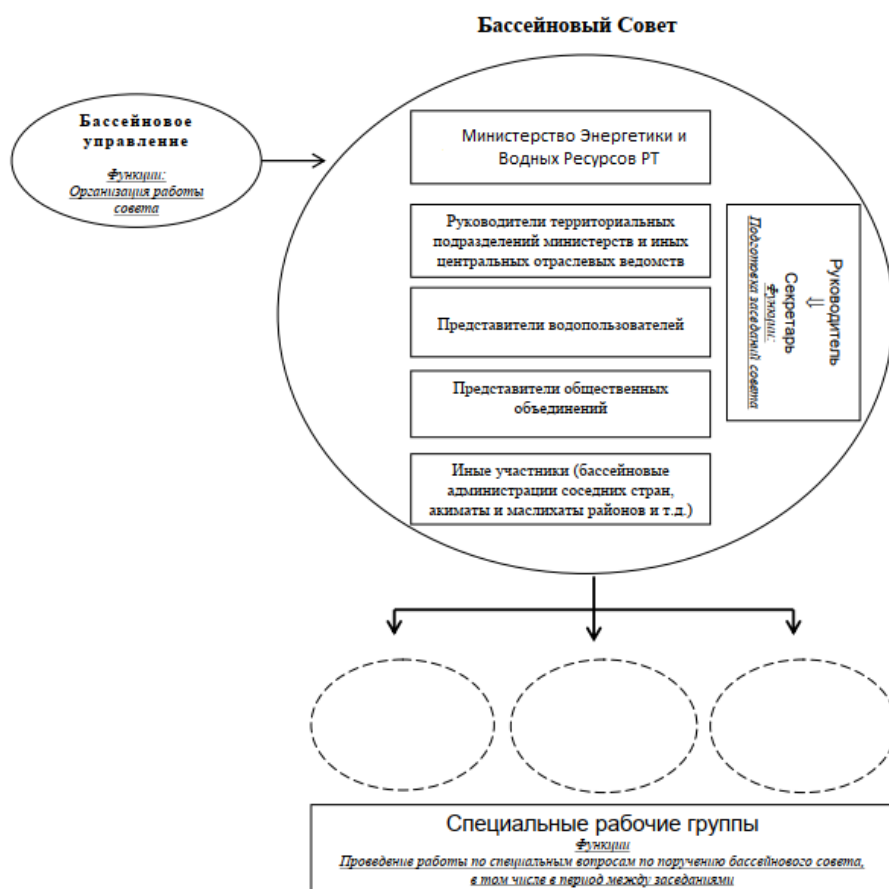 Бассейновый Совет
Бассейновое
управление
Функции:
Организация работы
совета
Министерство Энергетики и
Водных Ресурсов РТ
Руководители территориальных
подразделений министерств и иных
центральных отраслевых ведомств
Представители водопользователей
Представители общественных
объединений
Иные участники (бассейновые
администрации соседних стран,
акиматы и маслихаты районов и т.д.)
Руководитель
⇓
Секретарь
Функции:
Подготовка заседаний совета
Специальные рабочие группы
Функции
Проведение работы по специальным вопросам по поручению бассейнового совета,
в том числе в период между заседаниями